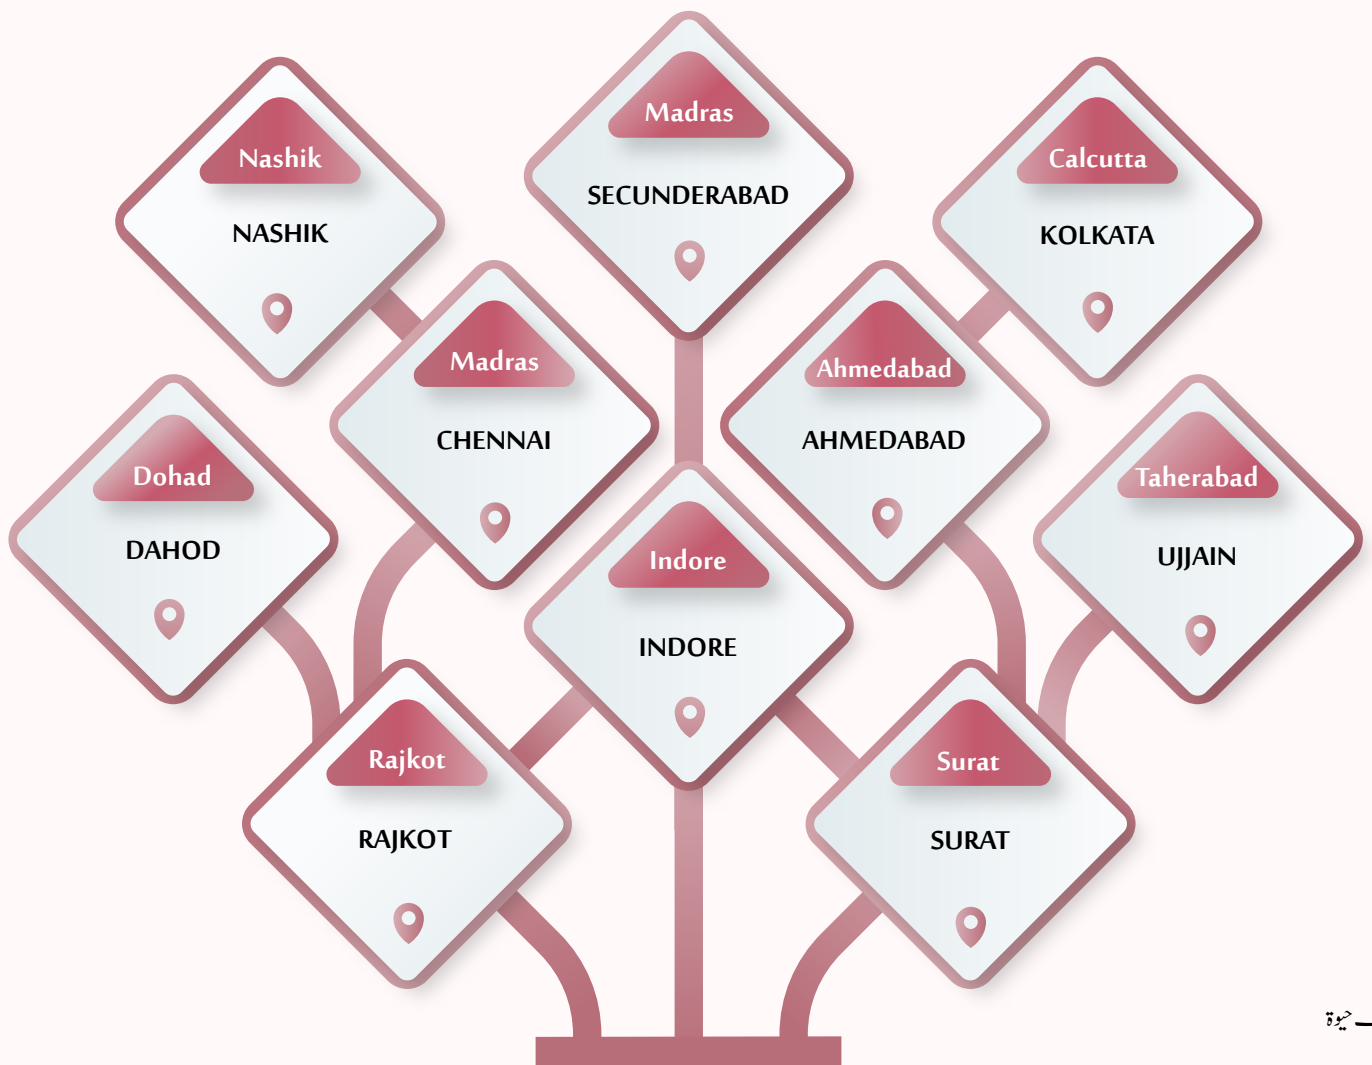 Madras
SECUNDERABAD
Nashik
NASHIK
Calcutta
KOLKATA
Madras
CHENNAI
Ahmedabad
AHMEDABAD
Dohad
DAHOD
Taherabad
UJJAIN
Indore
INDORE
Rajkot
RAJKOT
Surat
SURAT
حيوة